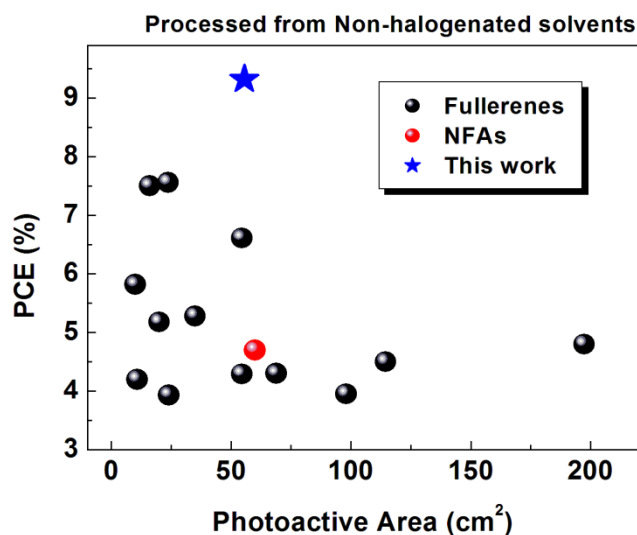 Processed from Non-halogenated solvents
9
8
7
6
5
4
3
PCE (%)
Fullerenes
NFAs
This work
0 50 100 150 200
Photoactive Area (cm²)